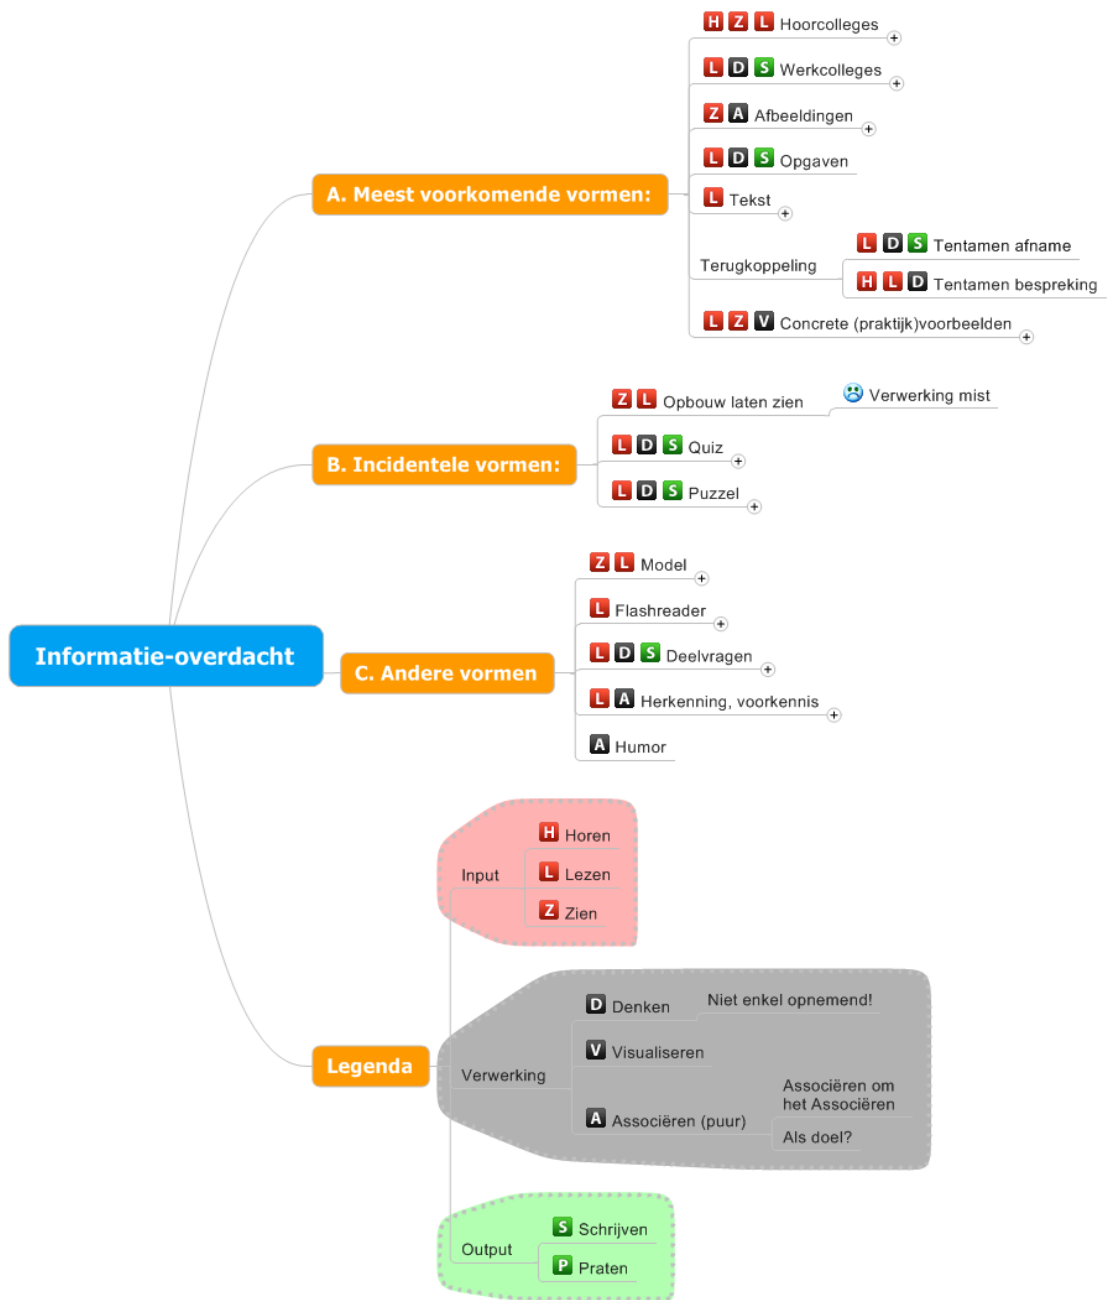 H Z L Hoorcolleges
L D S Werkcolleges
Z A Afbeeldingen
L D S Opgaven
A. Meest voorkomende vormen:
L Tekst
Terugkoppeling
L D S Tentamen afname
H L D Tentamen bespreking
L Z V Concrete (praktijk)voorbeelden
B. Incidentele vormen:
Z L Opbouw laten zien
Verwerking mist
L D S Quiz
L D S Puzzel
Informatie-overdacht
C. Andere vormen
Z L Model
L Flashreader
L D S Deelvragen
L A Herkenning, voorkennis
A Humor
Legenda
Input
H Horen
L Lezen
Z Zien
Verwerking
D Denken
Niet enkel opnemend!
V Visualiseren
A Associëren (puur)
Associëren om
het Associëren
Als doel?
Output
S Schrijven
P Praten